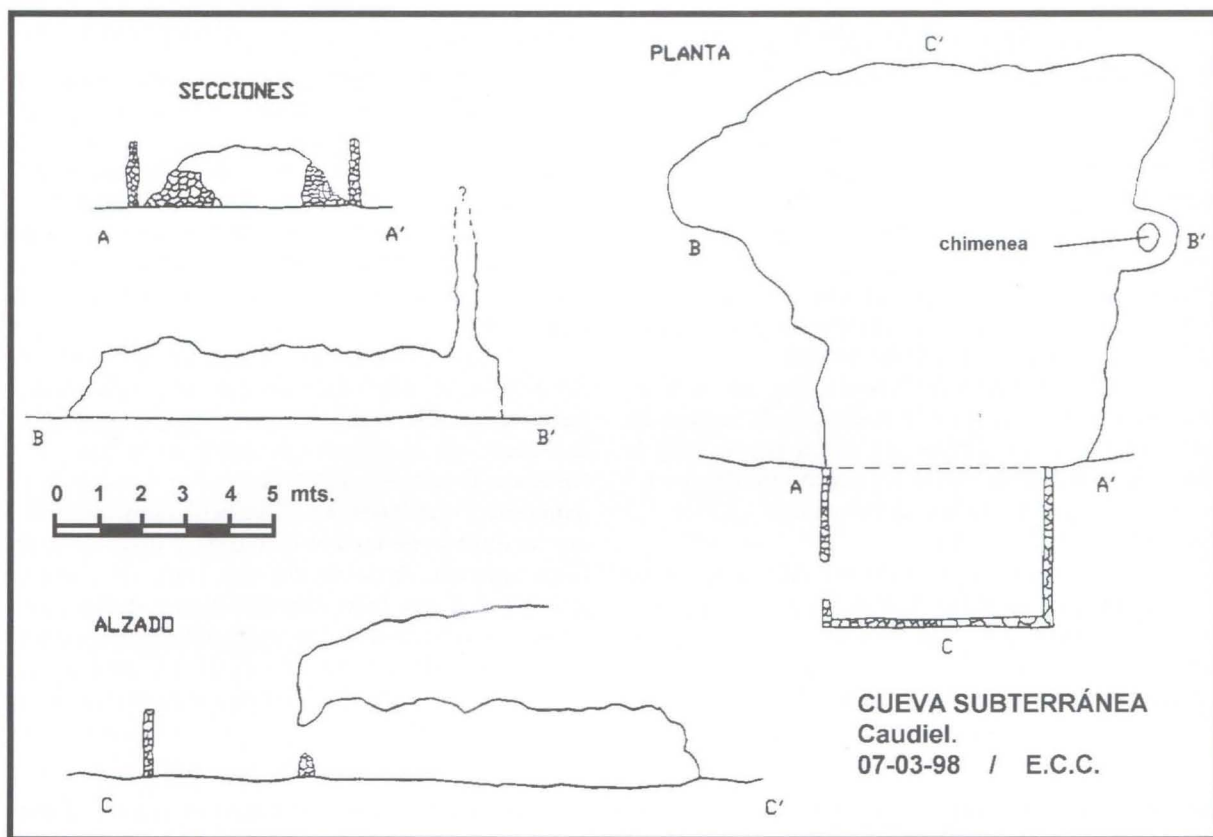 SECCIONES
A
A'
?
B
B'
0 1 2 3 4 5 mts.
ALZADO
C
C'
PLANTA
C'
B
chimenea
B'
A
A'
C
CUEVA SUBTERRÁNEA
Caudiel.
07-03-98 / E.C.C.